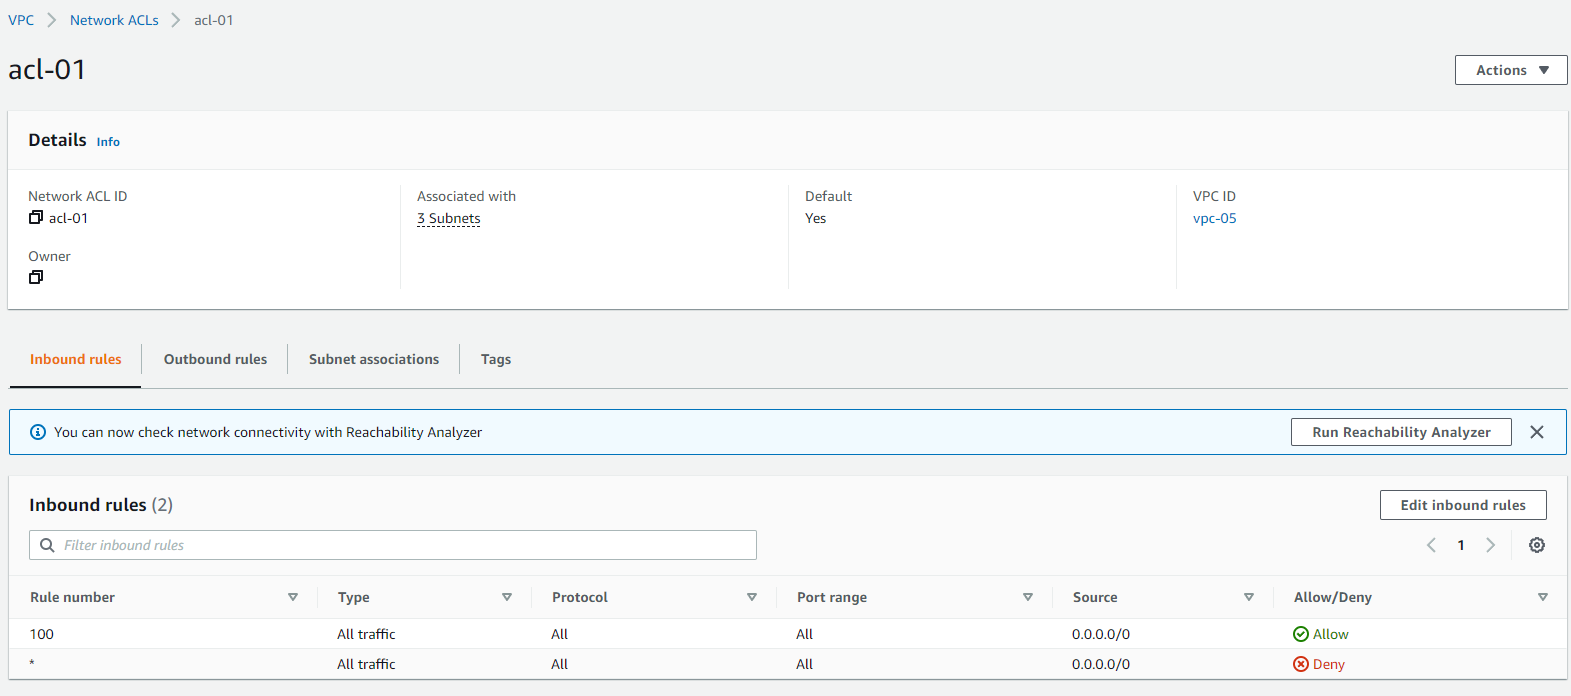 VPC > Network ACLs > acl-01
acl-01
Actions
Details Info
Network ACL ID Associated with Default VPC ID
acl-01 3 Subnets Yes vpc-05
Owner
Inbound rules Outbound rules Subnet associations Tags
You can now check network connectivity with Reachability Analyzer Run Reachability Analyzer
Inbound rules (2) Edit inbound rules
Filter inbound rules 1
Rule number Type Protocol Port range Source Allow/Deny
100 All traffic All All 0.0.0.0/0 Allow
* All traffic All All 0.0.0.0/0 Deny